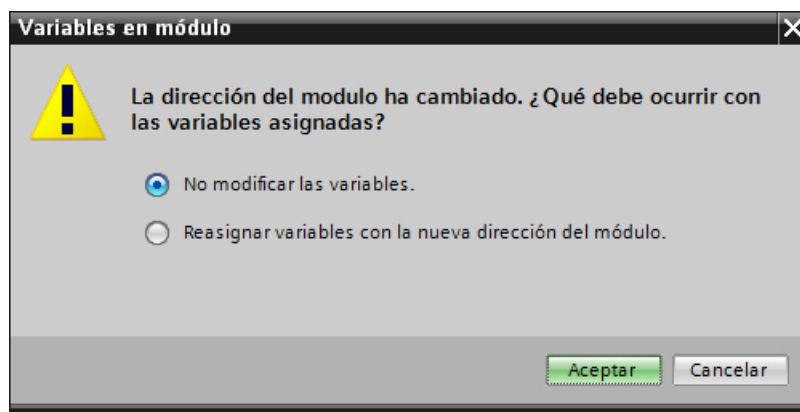 Variables en módulo
La dirección del modulo ha cambiado. ¿Qué debe ocurrir con
las variables asignadas?
No modificar las variables.
Reasignar variables con la nueva dirección del módulo.
Aceptar
Cancelar